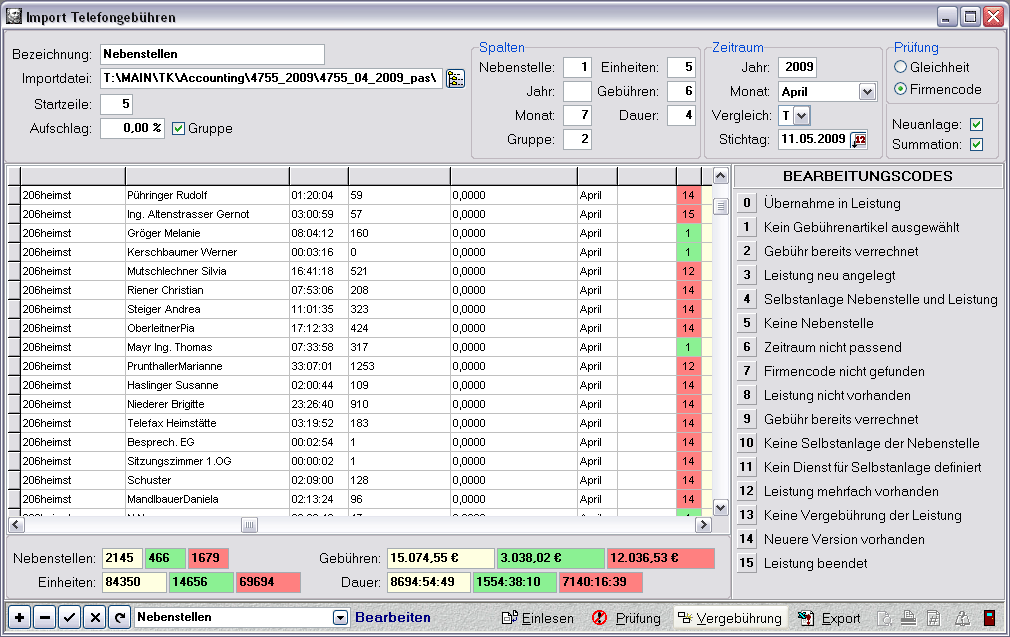 Import Telefongebühren
Bezeichnung: Nebenstellen
Importdatei: T:\MAIN\TK\Accounting\4755_2009\4755_04_2009_pas\
Startzeile: 5
Aufschlag: 0,00 % Gruppe
Spalten
Nebenstelle: 1 Einheiten: 5
Jahr: Gebühren: 6
Monat: 7 Dauer: 4
Gruppe: 2
Zeitraum
Jahr: 2009
Monat: April
Vergleich: T
Stichtag: 11.05.2009 12
Prüfung
Gleichheit
Firmencode
Neuanlage:
Summation:
206heimst Pühringer Rudolf 01:20:04 59 0,0000 April 14
206heimst Ing. Altenstrasser Gernot 03:00:59 57 0,0000 April 15
206heimst Gröger Melanie 08:04:12 160 0,0000 April 1
206heimst Kerschbaumer Werner 00:03:16 0 0,0000 April 1
206heimst Mutschlechner Silvia 16:41:18 521 0,0000 April 12
206heimst Riener Christian 07:53:06 208 0,0000 April 14
206heimst Steiger Andrea 11:01:35 323 0,0000 April 14
206heimst OberleitnerPia 17:12:33 424 0,0000 April 14
206heimst Mayr Ing. Thomas 07:33:58 317 0,0000 April 1
206heimst PrunthallerMarianne 33:07:01 1253 0,0000 April 12
206heimst Haslinger Susanne 02:00:44 109 0,0000 April 14
206heimst Niederer Brigitte 23:26:40 910 0,0000 April 14
206heimst Telefax Heimstätte 03:19:52 183 0,0000 April 14
206heimst Besprech. EG 00:02:54 1 0,0000 April 14
206heimst Sitzungszimmer 1.OG 00:00:02 1 0,0000 April 14
206heimst Schuster 02:09:00 128 0,0000 April 14
206heimst MandlbauerDaniela 02:13:24 96 0,0000 April 14
BEARBEITUNGSCODES
0 Übernahme in Leistung
1 Kein Gebührenartikel ausgewählt
2 Gebühr bereits verrechnet
3 Leistung neu angelegt
4 Selbstanlage Nebenstelle und Leistung
5 Keine Nebenstelle
6 Zeitraum nicht passend
7 Firmencode nicht gefunden
8 Leistung nicht vorhanden
9 Gebühr bereits verrechnet
10 Keine Selbstanlage der Nebenstelle
11 Kein Dienst für Selbstanlage definiert
12 Leistung mehrfach vorhanden
13 Keine Vergebührung der Leistung
14 Neuere Version vorhanden
15 Leistung beendet
Nebenstellen: 2145 466 1679 Gebühren: 15.074,55 € 3.038,02 € 12.036,53 €
Einheiten: 84350 14656 69694 Dauer: 8694:54:49 1554:38:10 7140:16:39
Nebenstellen Bearbeiten Einlesen Prüfung Vergebührung Export